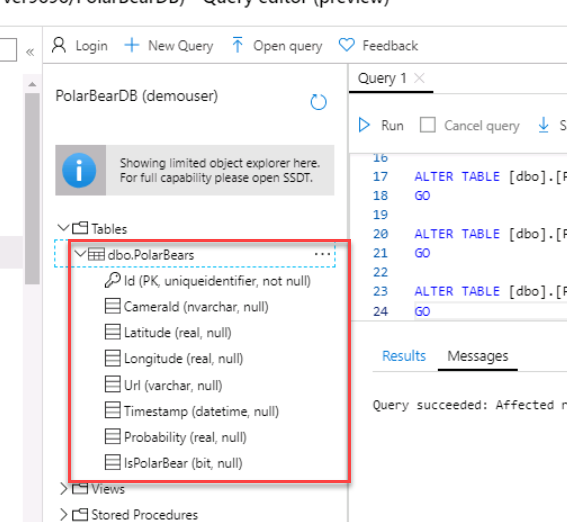 Query editor (preview)
Login
New Query
Open query
Feedback
PolarBearDB (demouser)
Showing limited object explorer here.
For full capability please open SSDT.
Tables
dbo.PolarBears
...
Id (PK, uniqueidentifier, not null)
CameraId (nvarchar, null)
Latitude (real, null)
Longitude (real, null)
Url (varchar, null)
Timestamp (datetime, null)
Probability (real, null)
IsPolarBear (bit, null)
Views
Stored Procedures
Query 1
Run
Cancel query
S
16
17 ALTER TABLE [dbo].[P
18 GO
19
20 ALTER TABLE [dbo].[P
21 GO
22
23 ALTER TABLE [dbo].[P
24 GO
Results
Messages
Query succeeded: Affected r